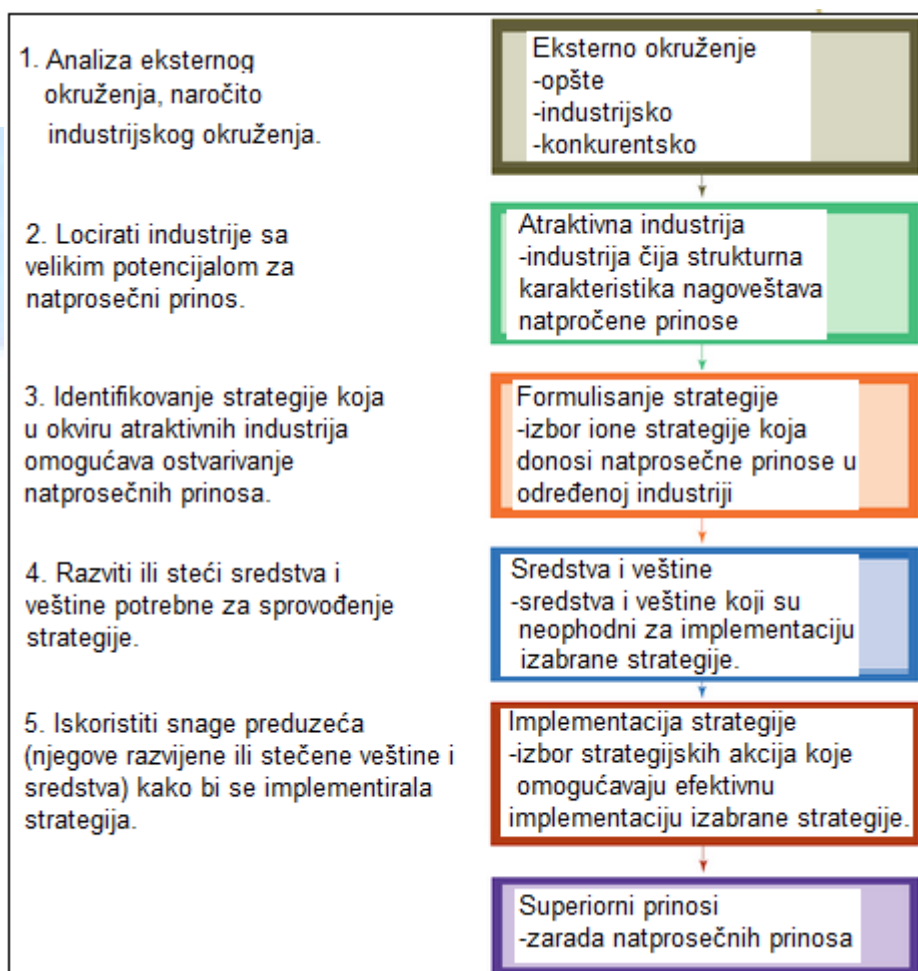 1. Analiza eksternog
okruženja, naročito
industrijskog okruženja.
Eksterno okruženje
-opšte
-industrijsko
-konkurentsko
2. Locirati industrije sa
velikim potencijalom za
natprosečni prinos.
Atraktivna industrija
-industrija čija strukturna
karakteristika nagoveštava
natpročene prinose
3. Identifikovanje strategije koja
u okviru atraktivnih industrija
omogućava ostvarivanje
natprosečnih prinosa.
Formulisanje strategije
-izbor ione strategije koja
donosi natprosečne prinose u
određenoj industriji
4. Razviti ili steći sredstva i
veštine potrebne za sprovođenje
strategije.
Sredstva i veštine
-sredstva i veštine koji su
neophodni za implementaciju
izabrane strategije.
5. Iskoristiti snage preduzeća
(njegove razvijene ili stečene veštine i
sredstva) kako bi se implementirala
strategija.
Implementacija strategije
-izbor strategijskih akcija koje
omogućavaju efektivnu
implementaciju izabrane strategije.
Superiorni prinosi
-zarada natprosečnih prinosa